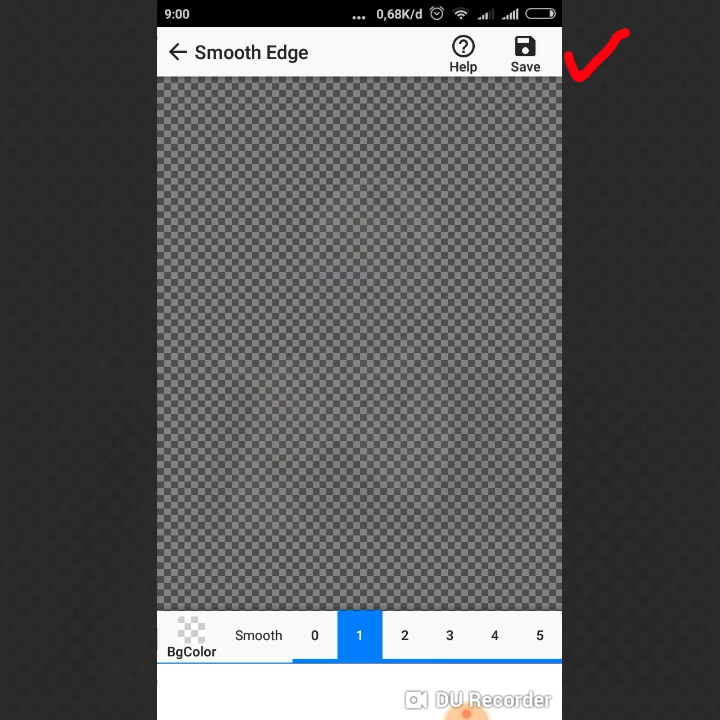 9:00 ... 0,68K/d
Smooth Edge
Help
Save
BgColor
Smooth 0 1 2 3 4 5
DU Recorder